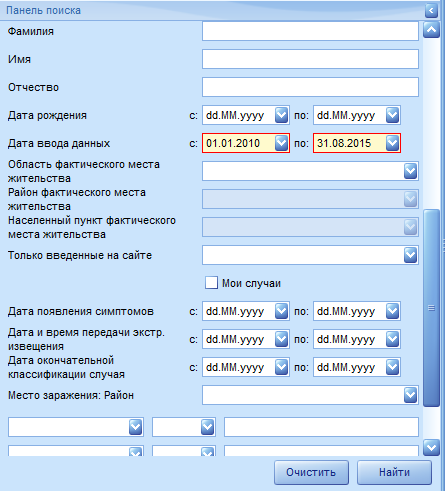 Панель поиска
Фамилия
Имя
Отчество
Дата рождения с: dd.MM.yyyy по: dd.MM.yyyy
Дата ввода данных с: 01.01.2010 по: 31.08.2015
Область фактического места
жительства
Район фактического места
жительства
Населенный пункт фактического
места жительства
Только введенные на сайте
Мои случаи
Дата появления симптомов с: dd.MM.yyyy по: dd.MM.yyyy
Дата и время передачи экстр. с: dd.MM.yyyy по: dd.MM.yyyy
извещения
Дата окончательной с: dd.MM.yyyy по: dd.MM.yyyy
классификации случая
Место заражения: Район
Очистить Найти